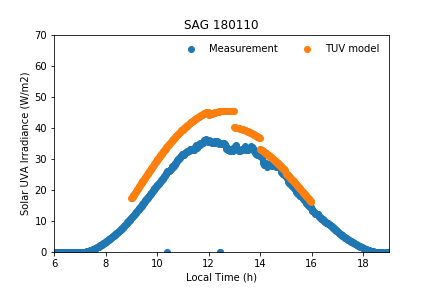 SAG 180110
Measurement
TUV model
Solar UVA Irradiance (W/m2)
70
60
50
40
30
20
10
0
6 8 10 12 14 16 18
Local Time (h)